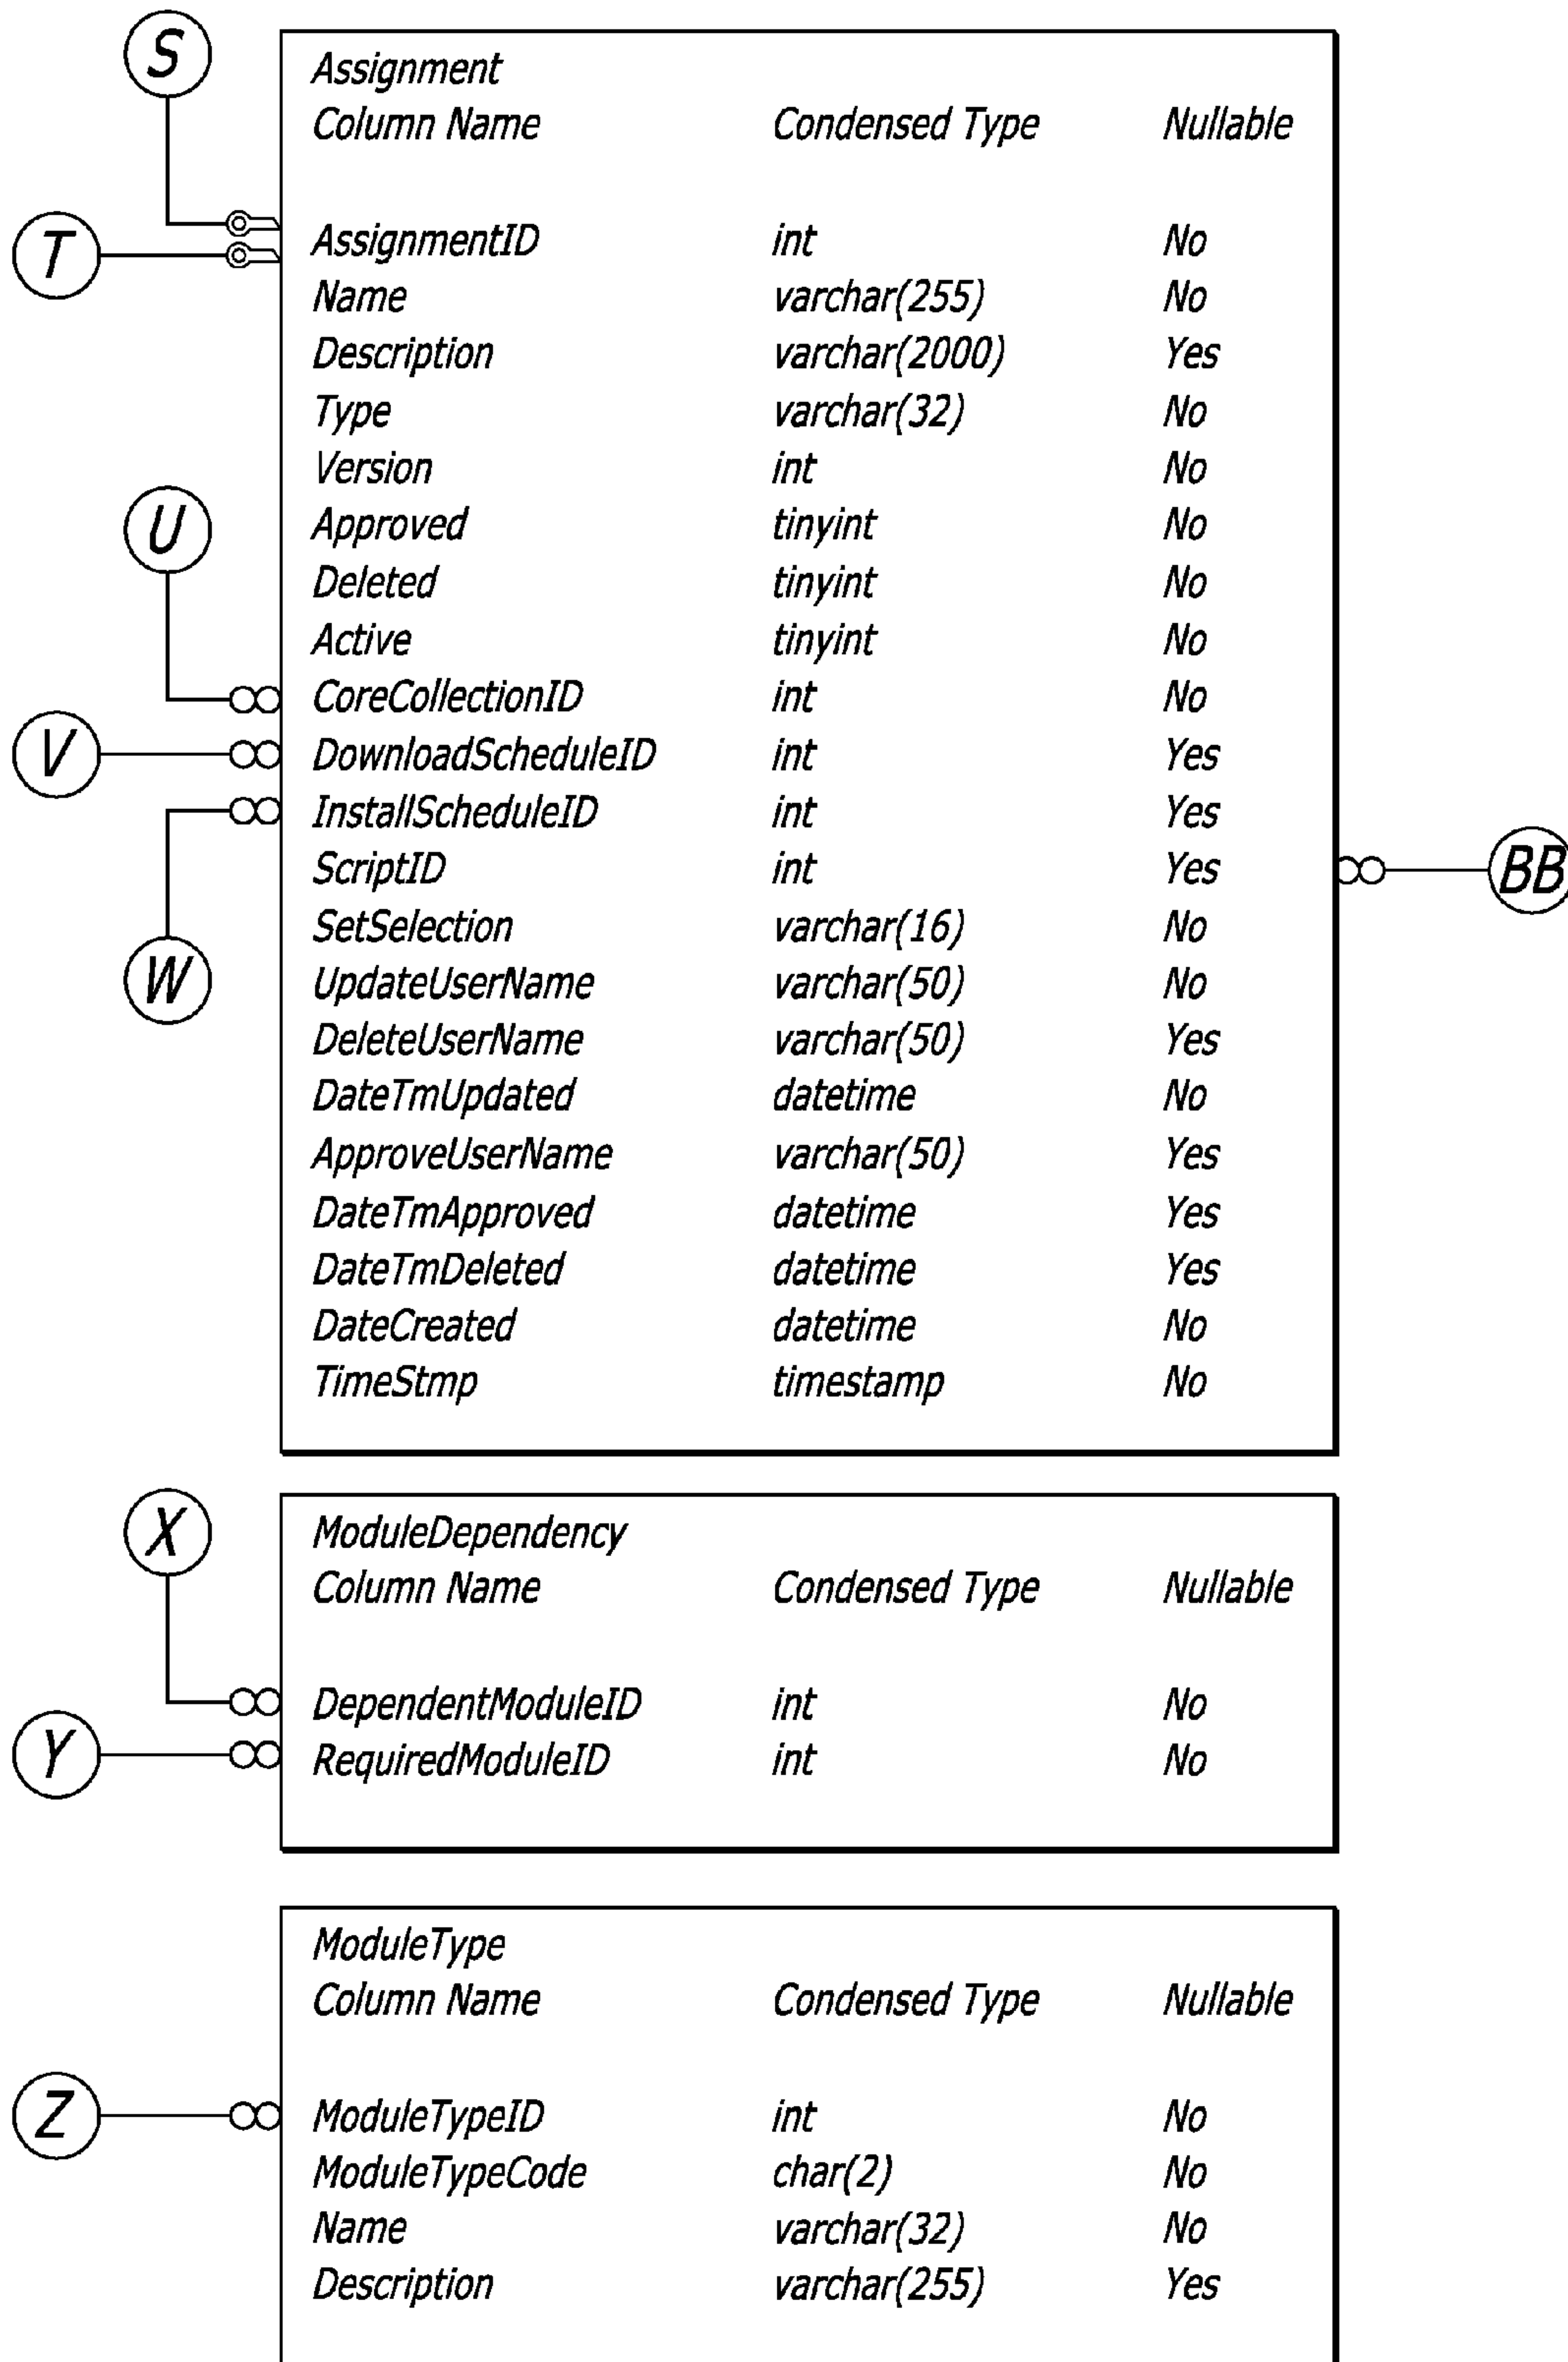 S
Assignment
Column Name Condensed Type Nullable
T
AssignmentID int No
Name varchar(255) No
Description varchar(2000) Yes
Type varchar(32) No
Version int No
U
Approved tinyint No
Deleted tinyint No
Active tinyint No
CoreCollectionID int No
V
DownloadScheduleID int Yes
InstallScheduleID int Yes
ScriptID int Yes
BB
SetSelection varchar(16) No
W
UpdateUserName varchar(50) No
DeleteUserName varchar(50) Yes
DateTmUpdated datetime No
ApproveUserName varchar(50) Yes
DateTmApproved datetime Yes
DateTmDeleted datetime Yes
DateCreated datetime No
TimeStmp timestamp No
X
ModuleDependency
Column Name Condensed Type Nullable
DependentModuleID int No
Y
RequiredModuleID int No
ModuleType
Column Name Condensed Type Nullable
Z
ModuleTypeID int No
ModuleTypeCode char(2) No
Name varchar(32) No
Description varchar(255) Yes